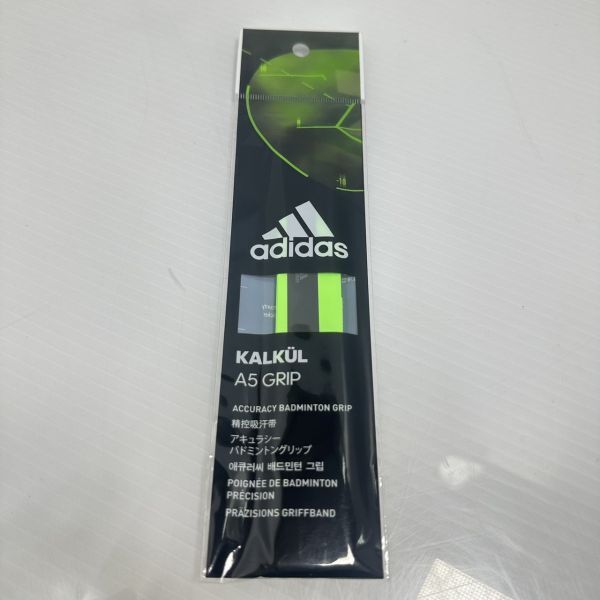 adidas
KALKÜL
A5 GRIP
ACCURACY BADMINTON GRIP
精控吸汗带
アキュラシー
バドミントングリップ
애큐러씨 배드민턴 그립
POIGNÉE DE BADMINTON
PRÉCISION
PRÄZISIONS GRIFFBAND